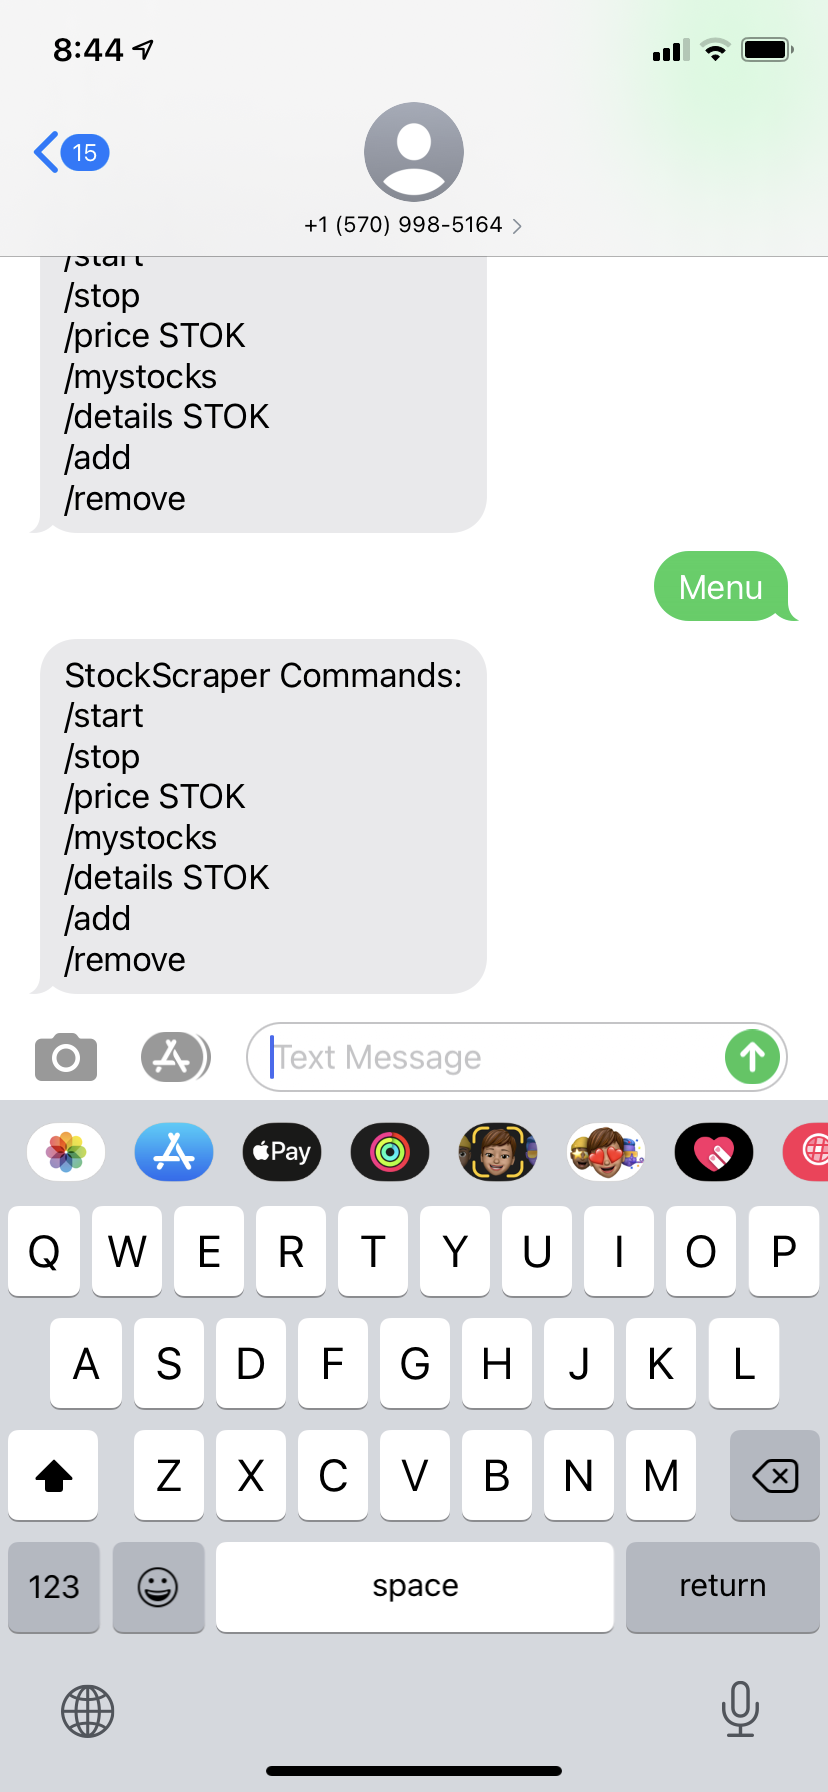 8:44
15
+1 (570) 998-5164
/start
/stop
/price STOK
/mystocks
/details STOK
/add
/remove
Menu
StockScraper Commands:
/start
/stop
/price STOK
/mystocks
/details STOK
/add
/remove
Text Message
Pay
Q W E R T Y U I O P
A S D F G H J K L
Z X C V B N M
123 space return